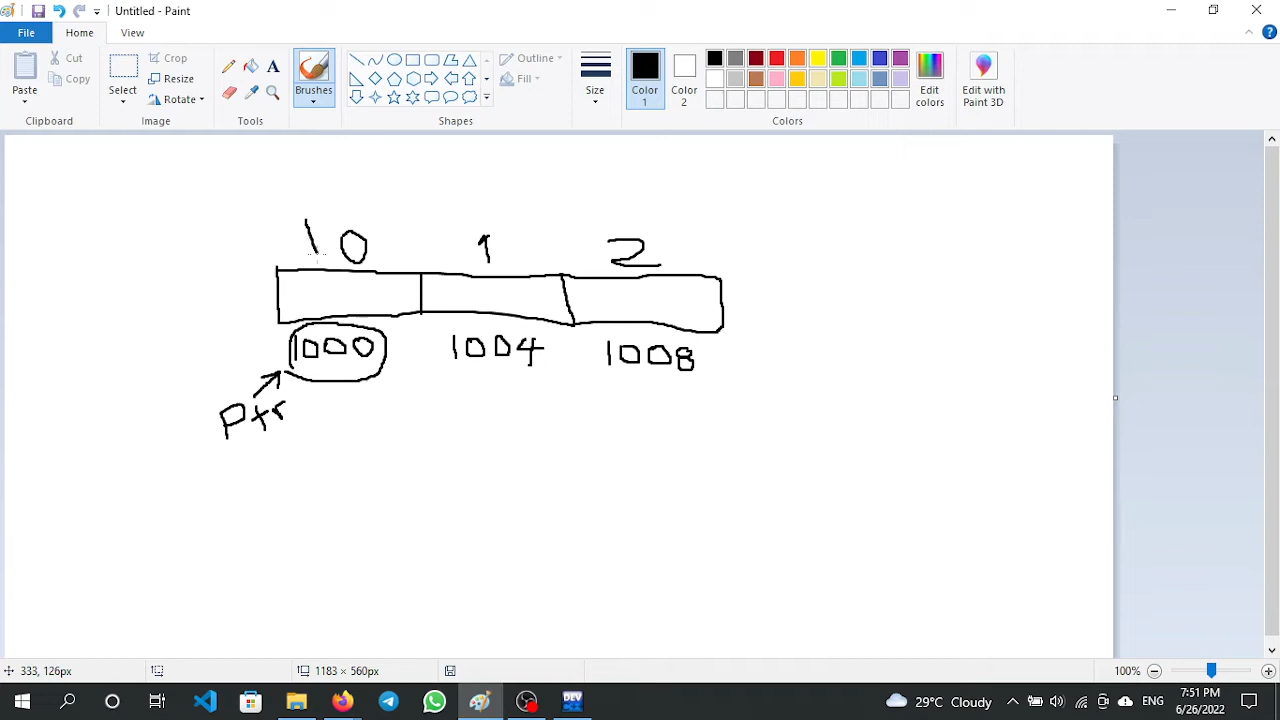 Untitled - Paint
File Home View
Paste Cut Copy Clipboard
Select Crop Resize Rotate Image
Tools
Brushes
Shapes Outline Fill
Size
Color 1 Color 2 Edit colors Colors
Edit with Paint 3D
0 1 2
1000 1004 1008
Ptr
333, 126px 1183 × 560px 100%
DEV
29°C Cloudy ENG 7:51 PM 6/26/2022